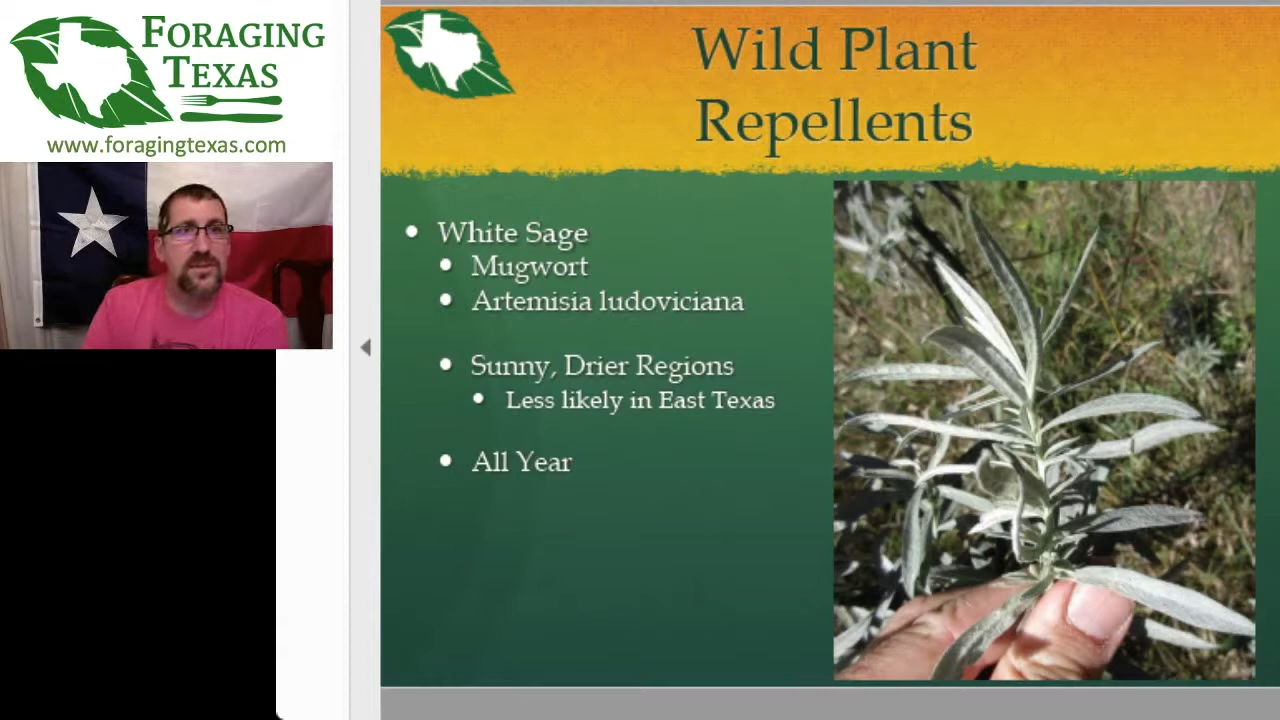 FORAGING
TEXAS
www.foragingtexas.com
Wild Plant
Repellents
White Sage
Mugwort
Artemisia ludoviciana
Sunny, Drier Regions
Less likely in East Texas
All Year